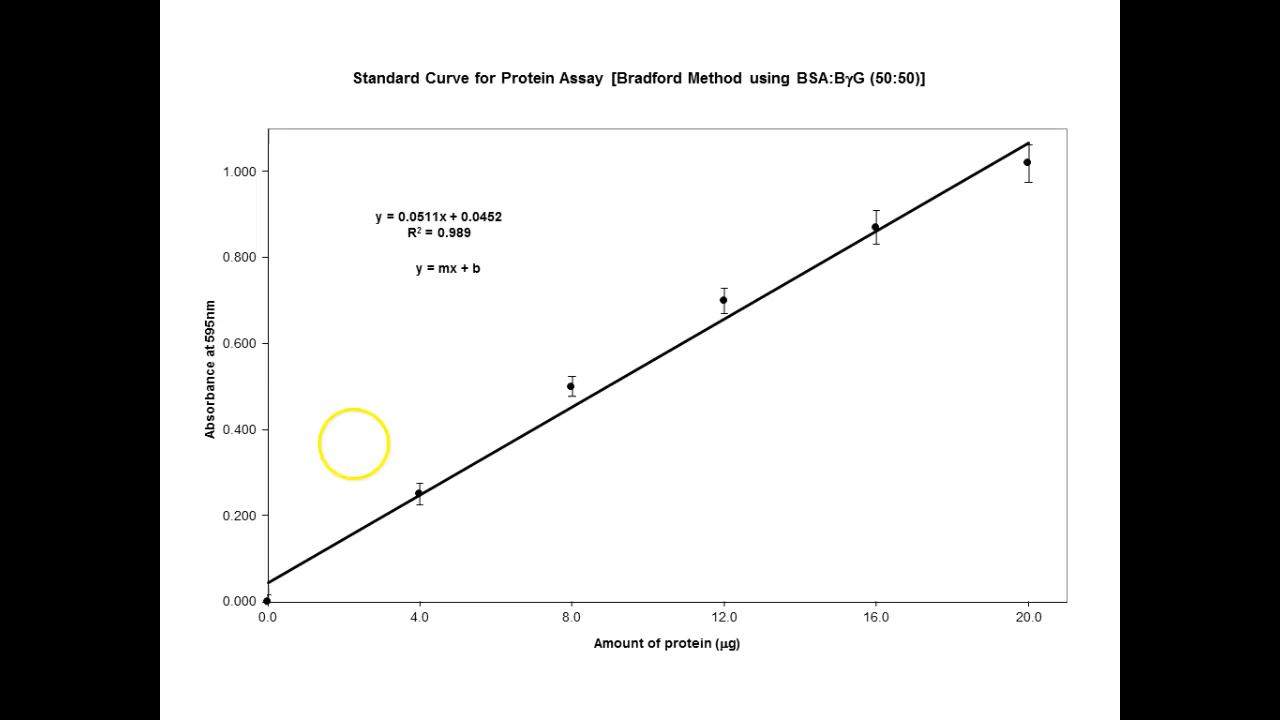 Standard Curve for Protein Assay [Bradford Method using BSA:BγG (50:50)]
y = 0.0511x + 0.0452
R² = 0.989
y = mx + b
Absorbance at 595nm
1.000
0.800
0.600
0.400
0.200
0.000
0.0 4.0 8.0 12.0 16.0 20.0
Amount of protein (μg)